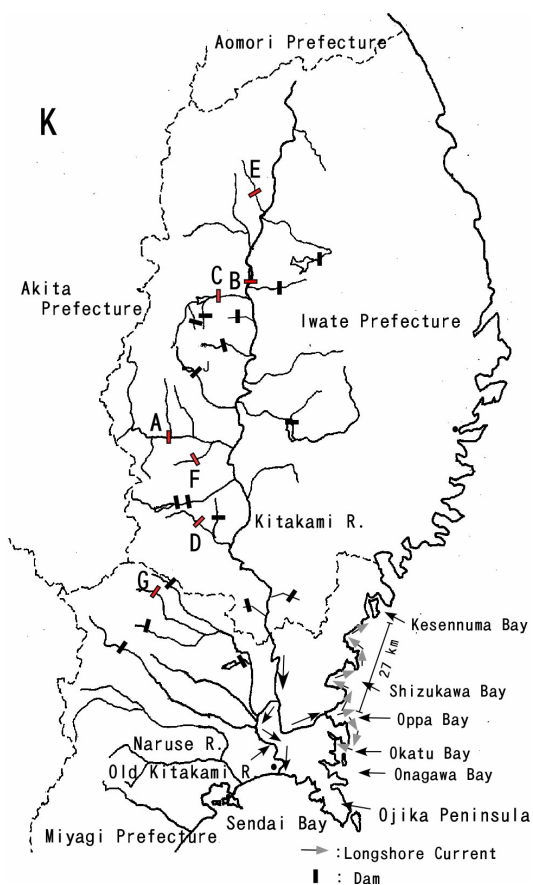 Aomori Prefecture
K
E
C
B
Akita
Prefecture
Iwate Prefecture
A
F
Kitakami R.
D
G
Kesennuma Bay
27 km
Shizukawa Bay
Oppa Bay
Naruse R.
Okatu Bay
Old Kitakami R
Onagawa Bay
Ojika Peninsula
Sendai Bay
Miyagi Prefecture
:Longshore Current
: Dam